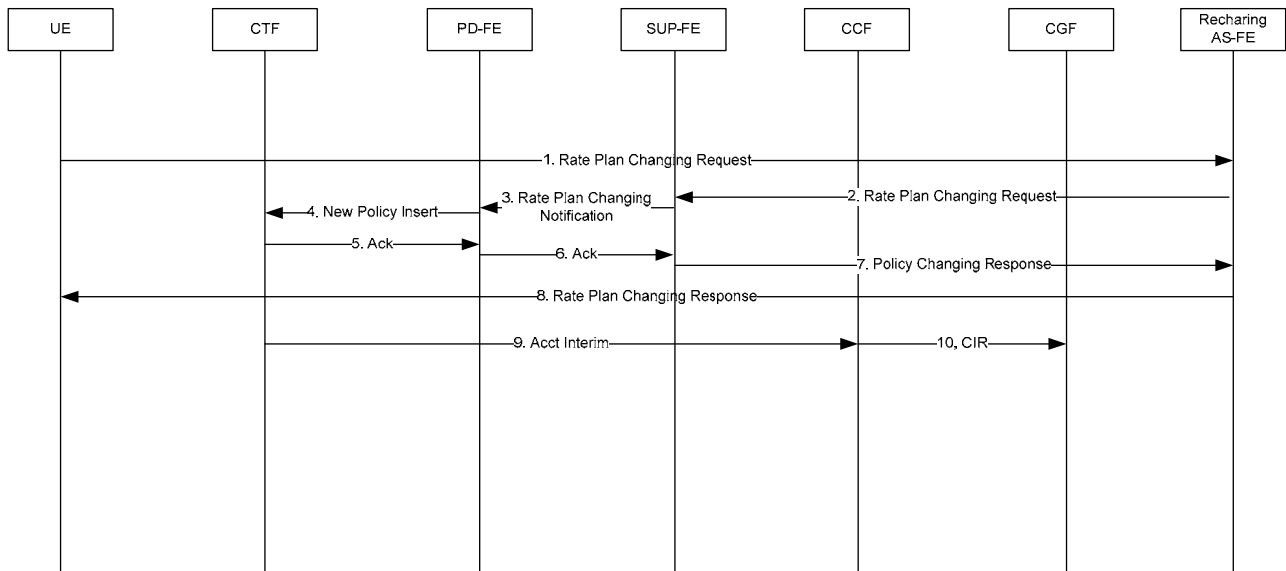 UE
CTF
PD-FE
SUP-FE
CCF
CGF
Recharing
AS-FE
1. Rate Plan Changing Request
2. Rate Plan Changing Request
3. Rate Plan Changing
Notification
4. New Policy Insert
5. Ack
6. Ack
7. Policy Changing Response
8. Rate Plan Changing Response
9. Acct Interim
10, CIR